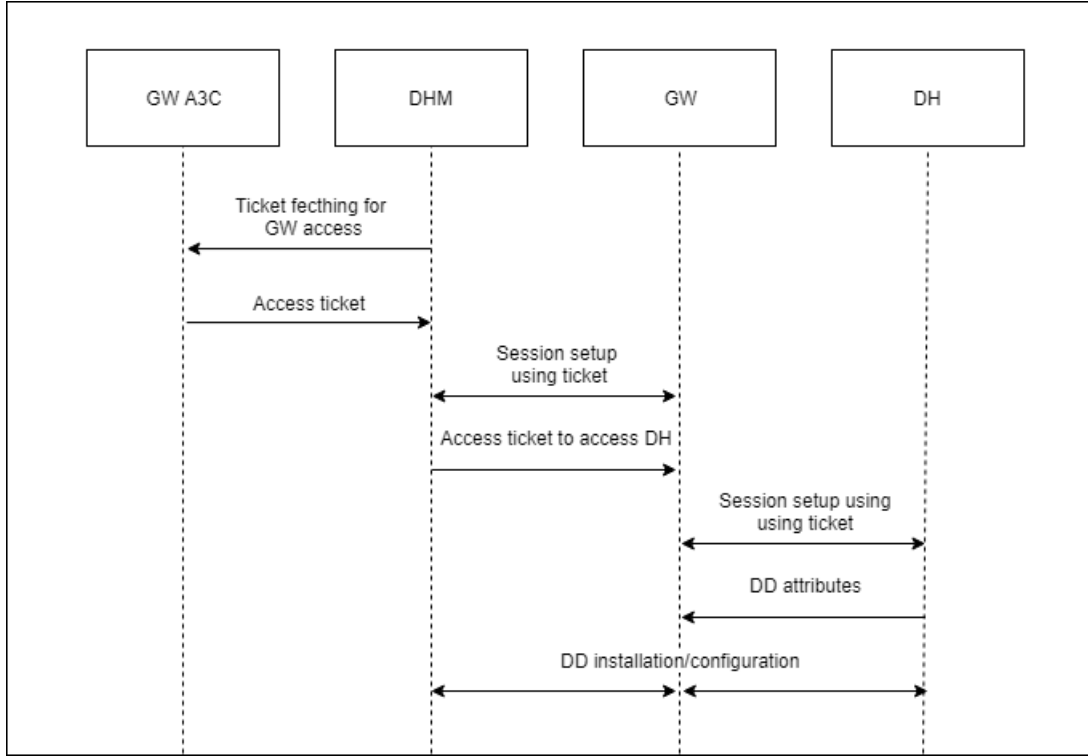 GW A3C
DHM
GW
DH
Ticket fecthing for
GW access
Access ticket
Session setup
using ticket
Access ticket to access DH
Session setup using
using ticket
DD attributes
DD installation/configuration